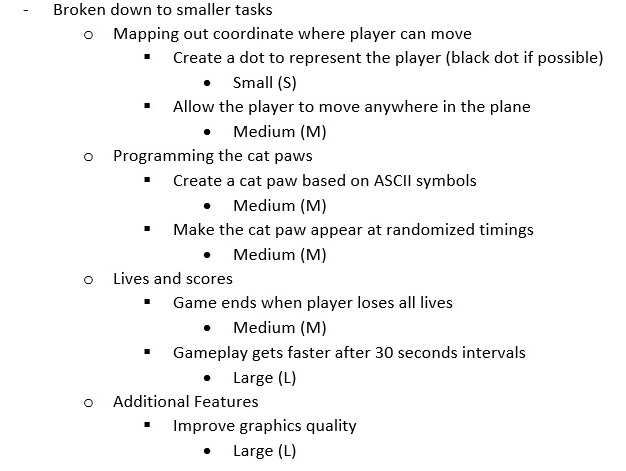 - Broken down to smaller tasks
o Mapping out coordinate where player can move
▪ Create a dot to represent the player (black dot if possible)
• Small (S)
▪ Allow the player to move anywhere in the plane
• Medium (M)
o Programming the cat paws
▪ Create a cat paw based on ASCII symbols
• Medium (M)
▪ Make the cat paw appear at randomized timings
• Medium (M)
o Lives and scores
▪ Game ends when player loses all lives
• Medium (M)
▪ Gameplay gets faster after 30 seconds intervals
• Large (L)
o Additional Features
▪ Improve graphics quality
• Large (L)